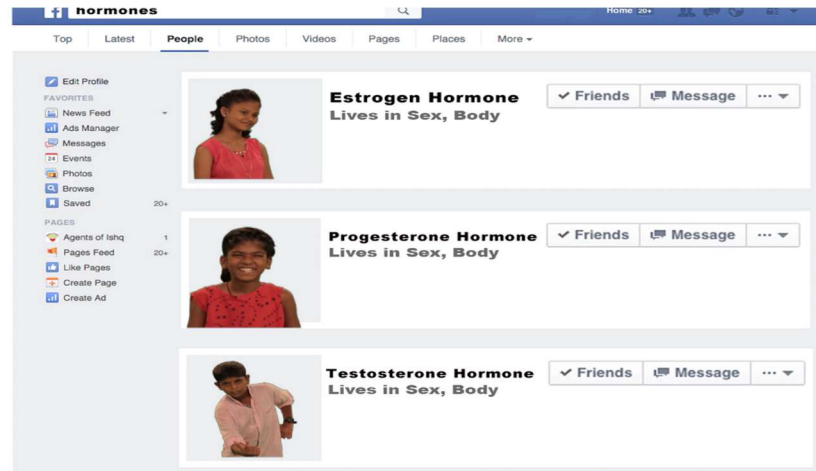 f hormones
Home 20+
Top Latest People Photos Videos Pages Places More
Edit Profile
FAVORITES
News Feed
Ads Manager
Messages
24 Events
Photos
Browse
Saved 20+
PAGES
Agents of Ishq 1
Pages Feed 20+
Like Pages
Create Page
Create Ad
Estrogen Hormone
Lives in Sex, Body
Friends Message ...
Progesterone Hormone
Lives in Sex, Body
Friends Message ...
Testosterone Hormone
Lives in Sex, Body
Friends Message ...